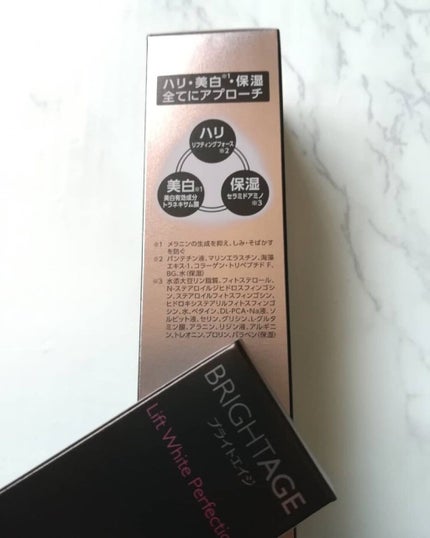 ハリ・美白※1・保湿
全てにアプローチ
ハリ
リフティングフォース
※2
美白※1
美白有効成分
トラネキサム酸
保湿
セラミドアミノ
※3
※1 メラニンの生成を抑え、しみ・そばかす
を防ぐ
※2 パンテチン液、マリンエラスチン、海藻
エキス-1、コラーゲン・トリペプチド F、
BG、水(保湿)
※3 水添大豆リン脂質、フィトステロール、
N-ステアロイルジヒドロスフィンゴシ
ン、ステアロイルフィトスフィンゴシン、
ヒドロキシステアリルフィトスフィンゴ
シン、水、ベタイン、DL-PCA・Na液、ソ
ルビット液、セリン、グリシン、L-グルタ
ミン酸、アラニン、リジン液、アルギニ
ン、トレオニン、プロリン、パラベン(保湿)
BRIGHTAGE
ブライトエイジ
Lift White Perfectio